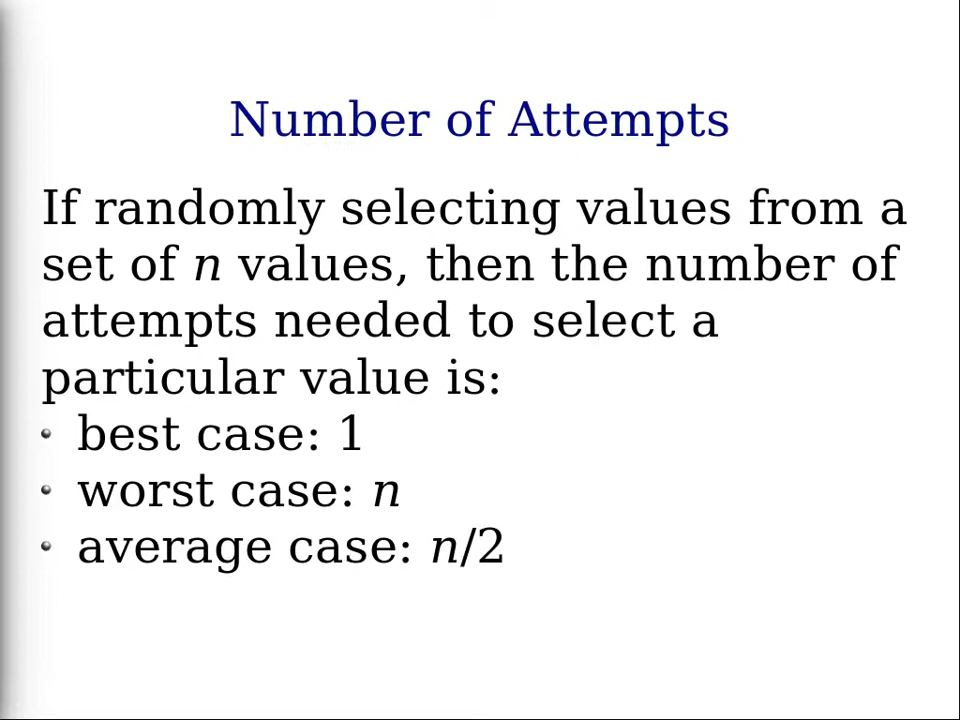 Number of Attempts
If randomly selecting values from a
set of n values, then the number of
attempts needed to select a
particular value is:
• best case: 1
• worst case: n
• average case: n/2